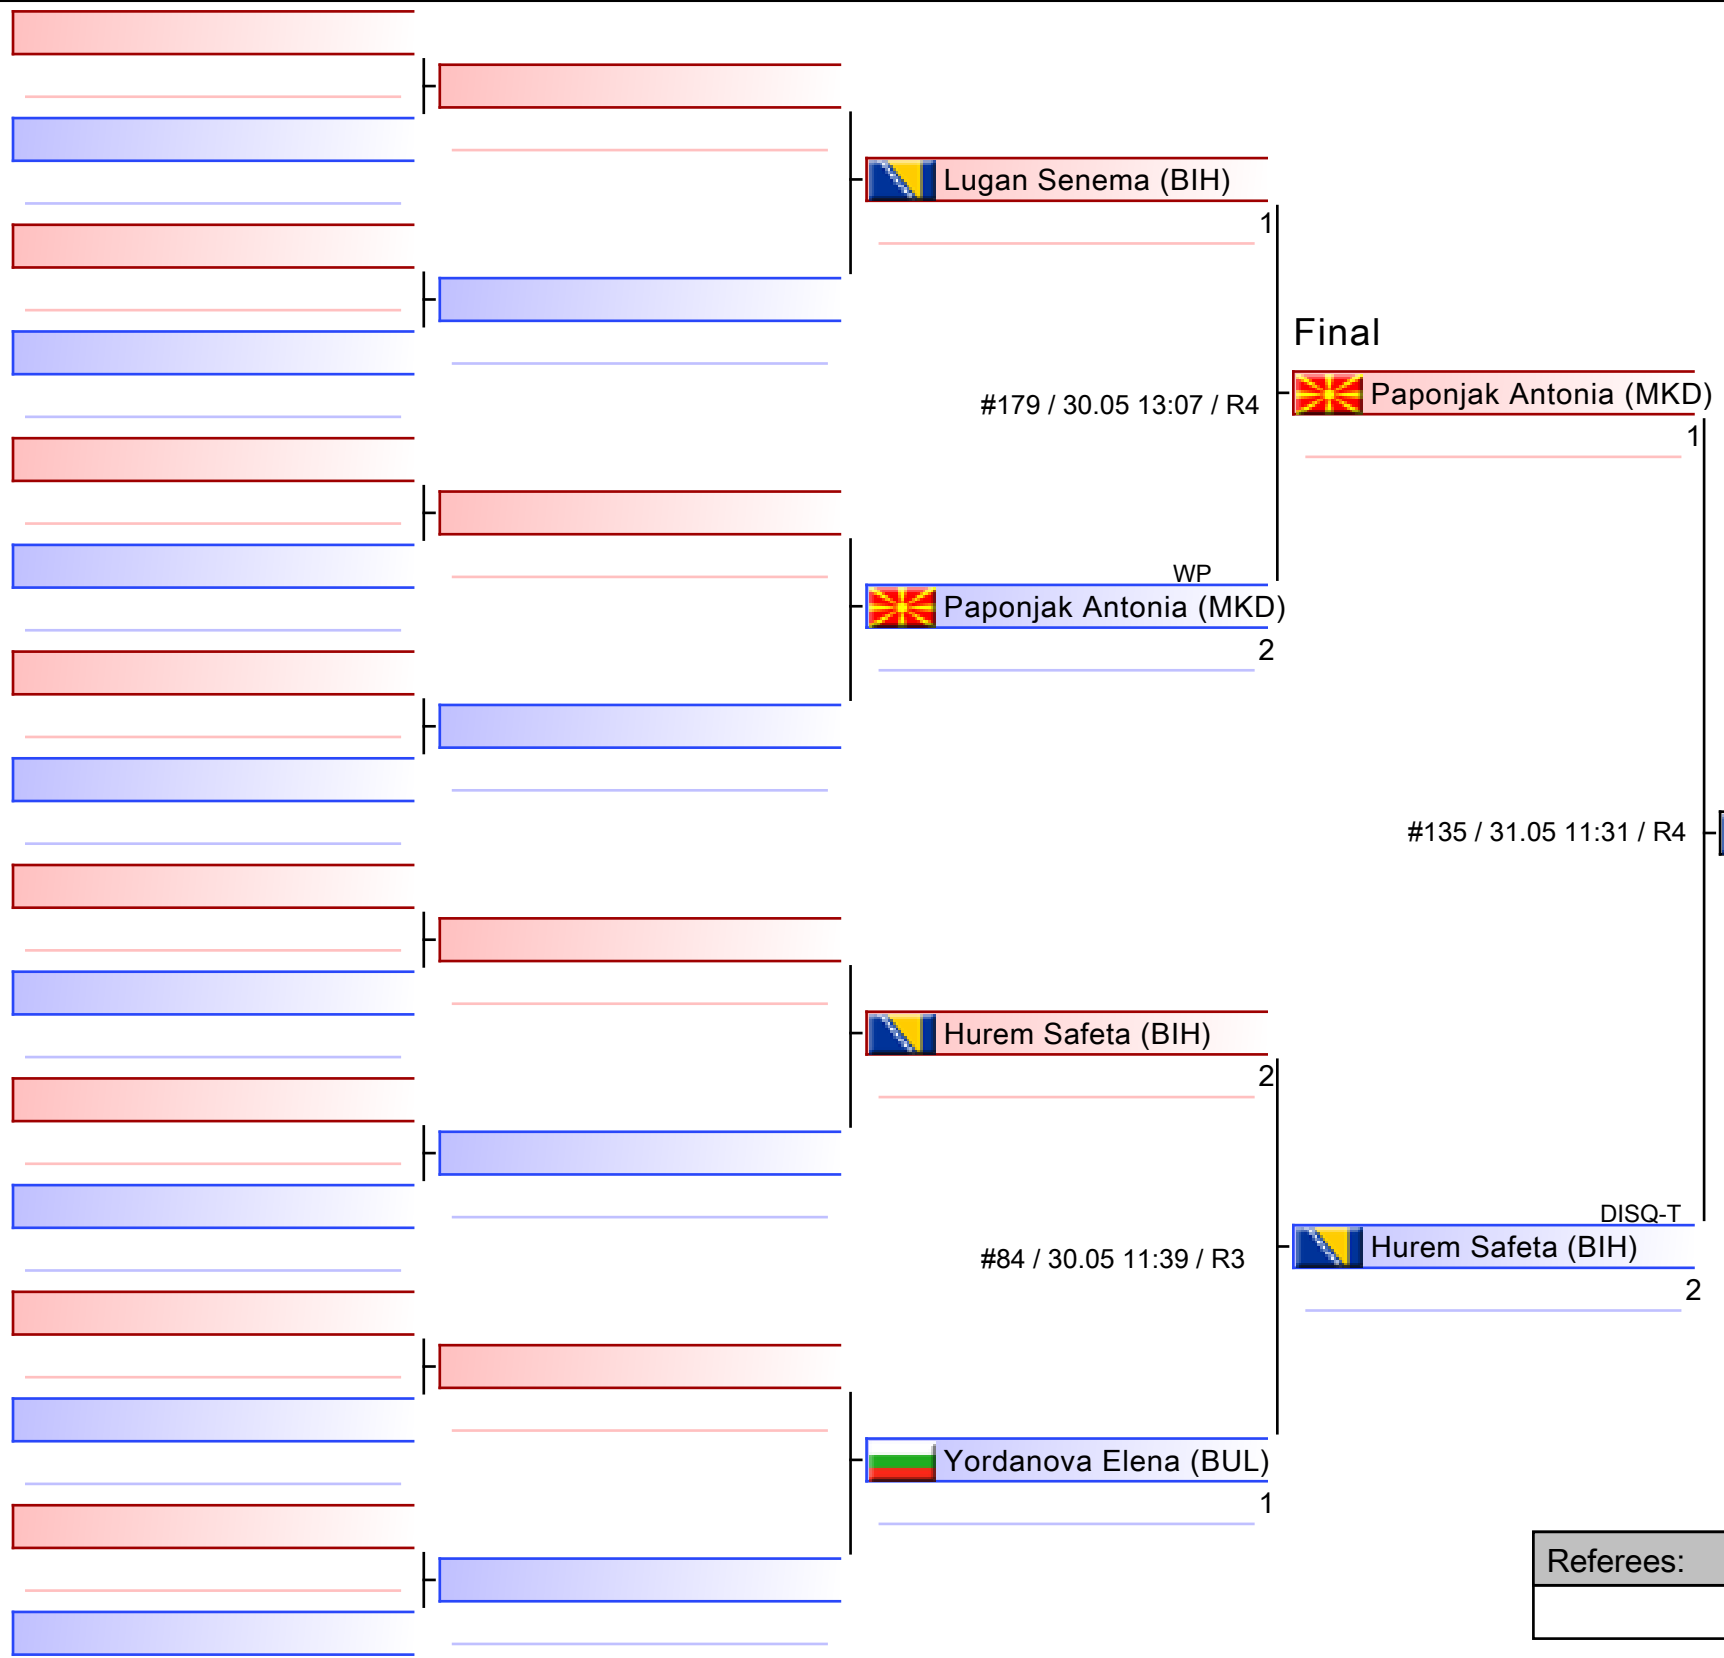 Lugan Senema (BIH)
1
Final
#179 / 30.05 13:07 / R4
Paponjak Antonia (MKD)
1
WP
Paponjak Antonia (MKD)
2
#135 / 31.05 11:31 / R4
Hurem Safeta (BIH)
2
DISQ-T
#84 / 30.05 11:39 / R3
Hurem Safeta (BIH)
2
Yordanova Elena (BUL)
1
Referees: